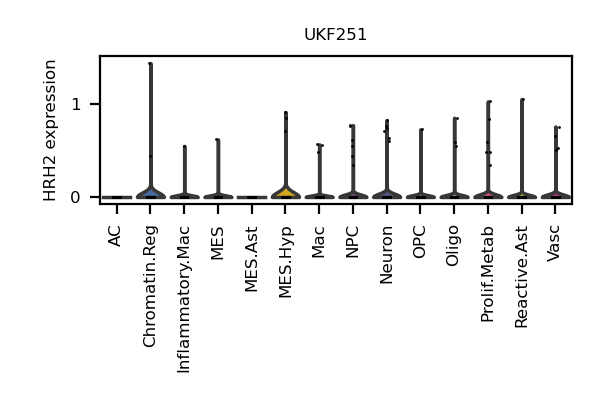 UKF251
HRH2 expression
1
0
AC
Chromatin.Reg
Inflammatory.Mac
MES
MES.Ast
MES.Hyp
Mac
NPC
Neuron
OPC
Oligo
Prolif.Metab
Reactive.Ast
Vasc